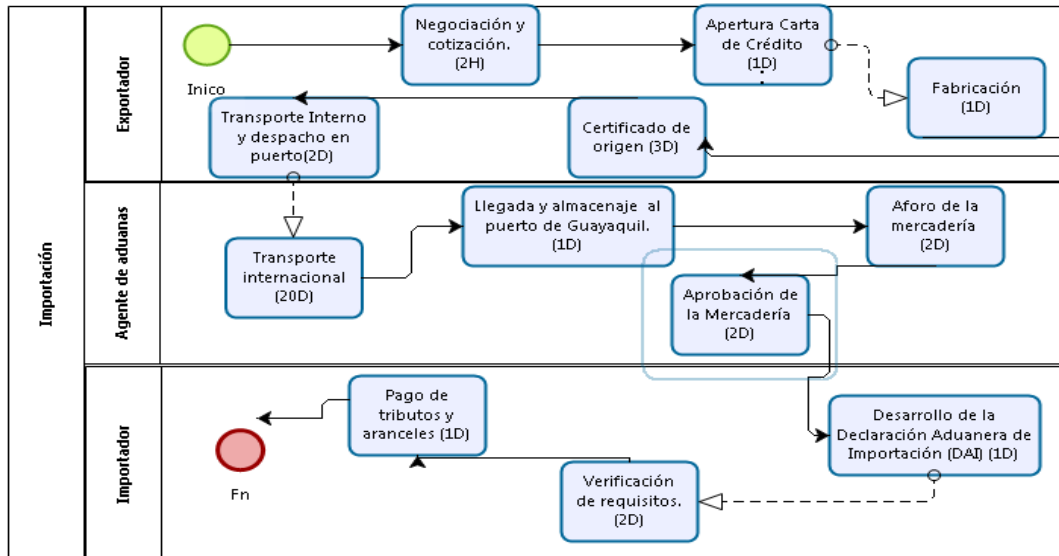 Importación
Exportador
Inico
Negociación y
cotización.
(2H)
Apertura Carta
de Crédito
(1D)
Fabricación
(1D)
Certificado de
origen (3D)
Transporte Interno
y despacho en
puerto(2D)
Agente de aduanas
Transporte
internacional
(20D)
Llegada y almacenaje al
puerto de Guayaquil.
(1D)
Aforo de la
mercadería
(2D)
Aprobación de
la Mercadería
(2D)
Importador
Desarrollo de la
Declaración Aduanera de
Importación (DAI) (1D)
Verificación
de requisitos.
(2D)
Pago de
tributos y
aranceles (1D)
Fn